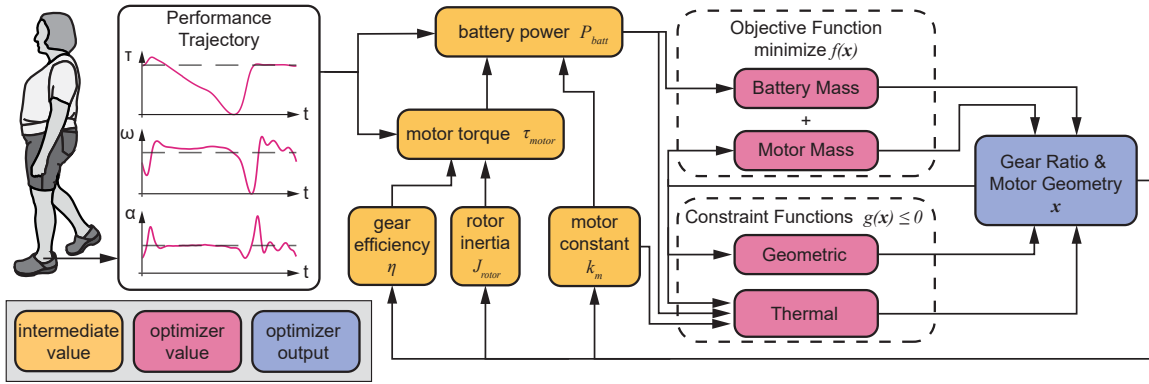 Performance
Trajectory
τ
t
ω
t
α
t
battery power P_batt
motor torque τ_motor
gear
efficiency
η
rotor
inertia
J_rotor
motor
constant
k_m
Objective Function
minimize f(x)
Battery Mass
+
Motor Mass
Constraint Functions g(x) ≤ 0
Geometric
Thermal
Gear Ratio &
Motor Geometry
x
intermediate
value
optimizer
value
optimizer
output